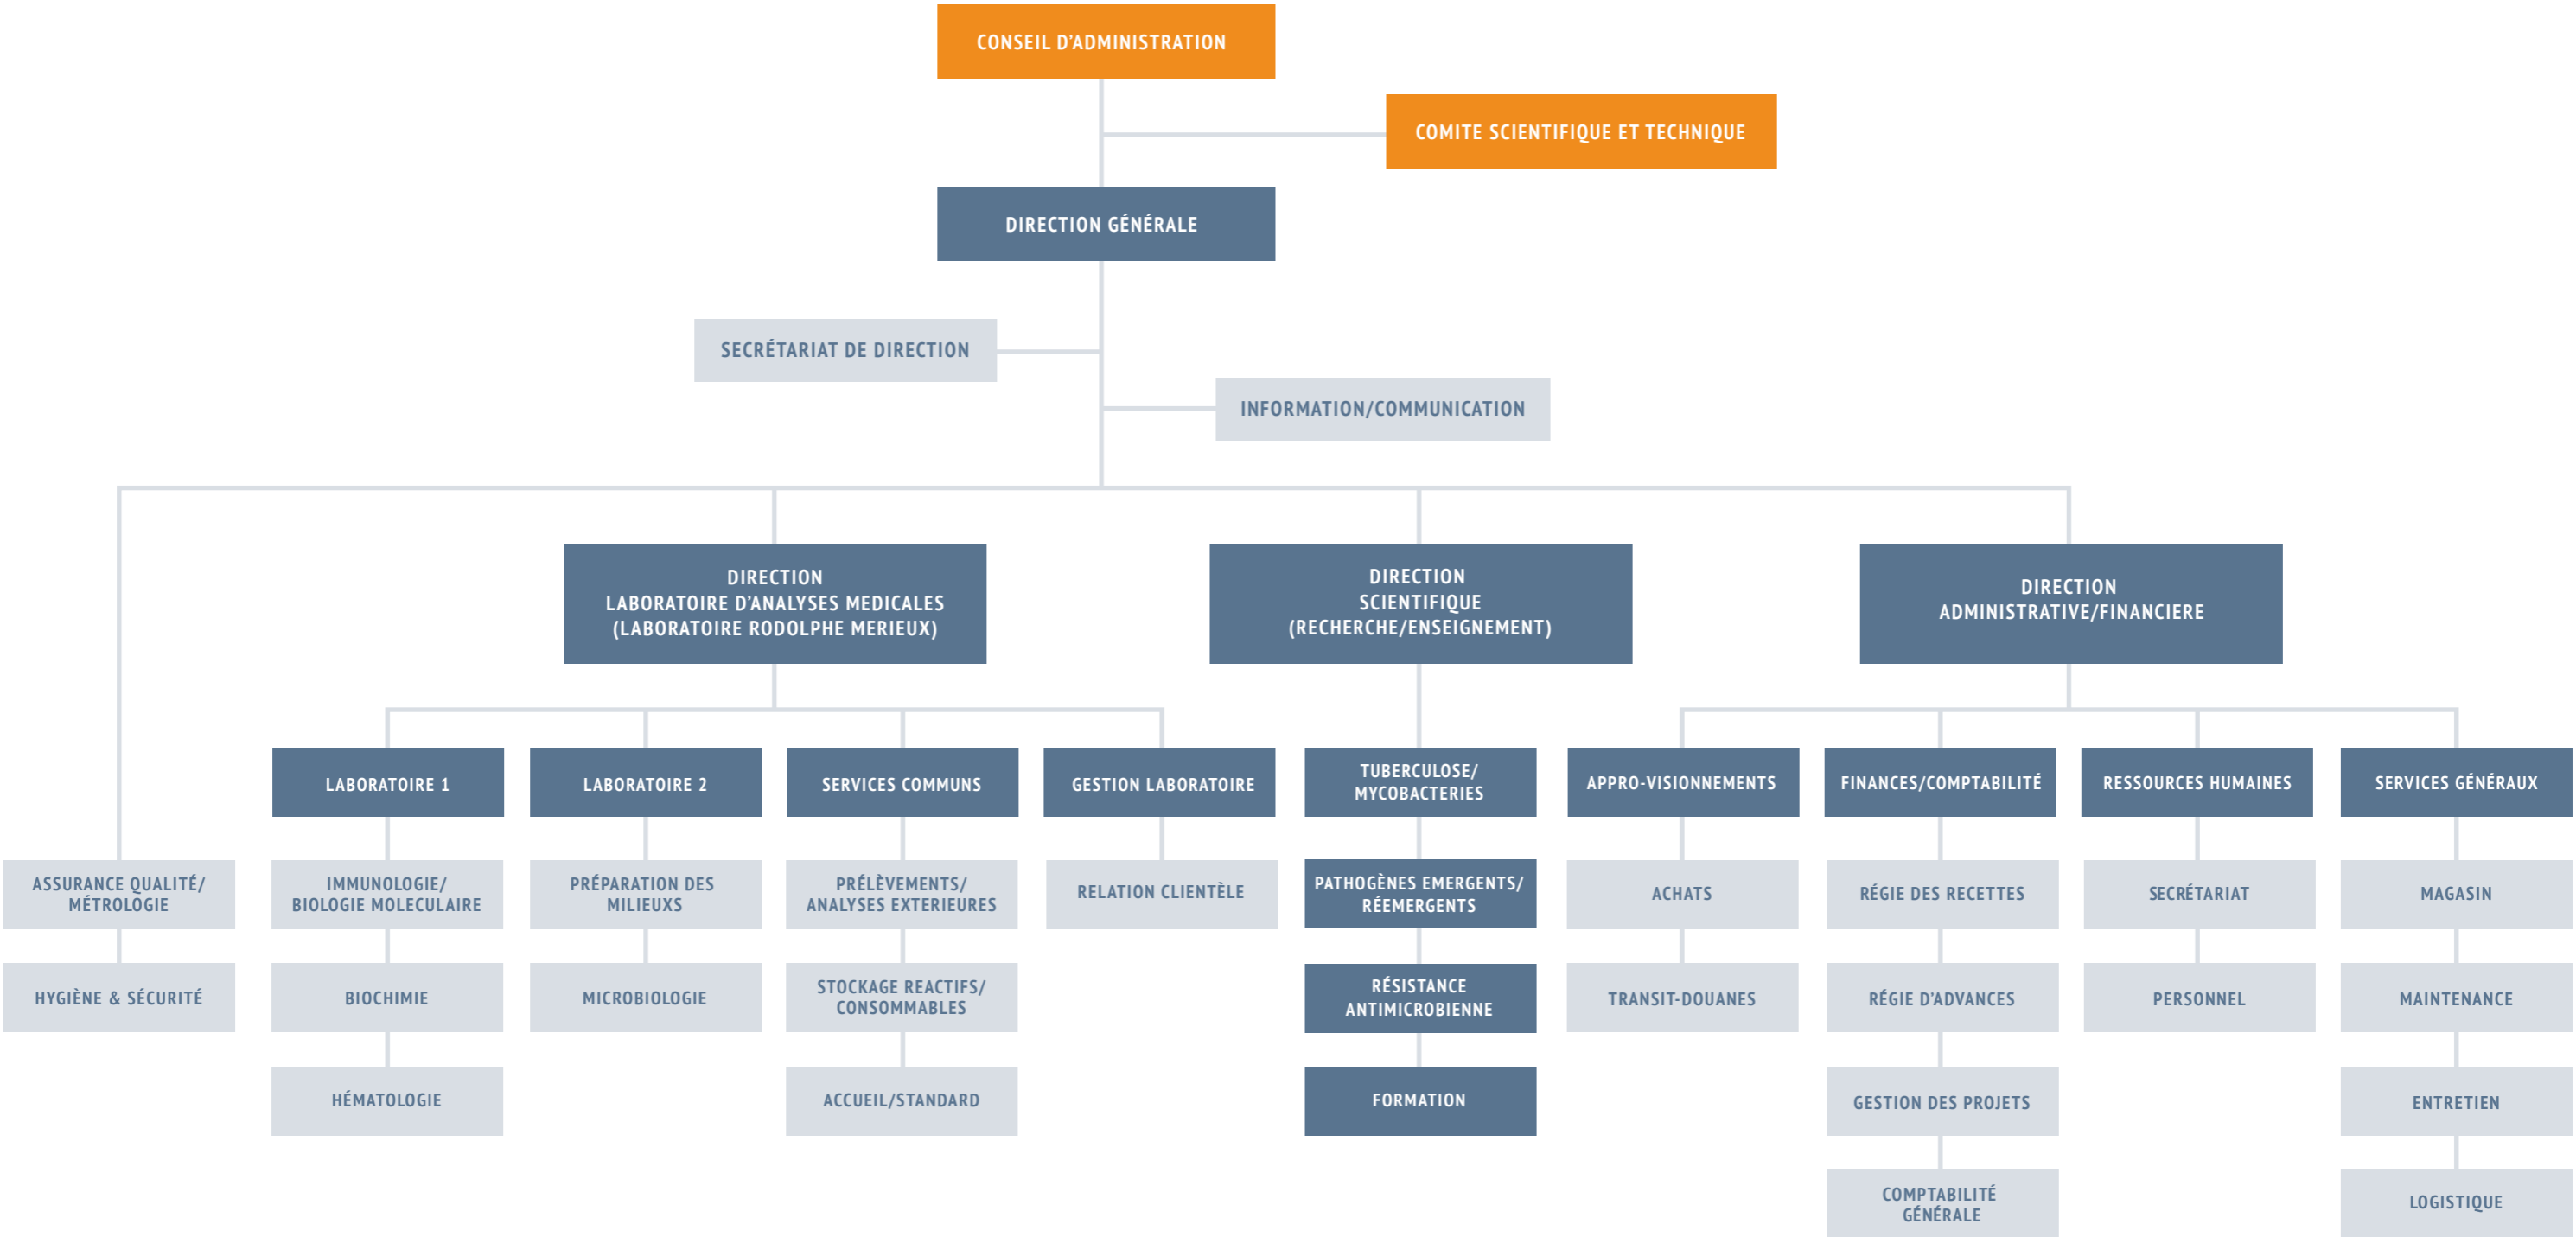 CONSEIL D'ADMINISTRATION
COMITE SCIENTIFIQUE ET TECHNIQUE
DIRECTION GÉNÉRALE
SECRÉTARIAT DE DIRECTION
INFORMATION/COMMUNICATION
DIRECTION
LABORATOIRE D'ANALYSES MEDICALES
(LABORATOIRE RODOLPHE MERIEUX)
DIRECTION
SCIENTIFIQUE
(RECHERCHE/ENSEIGNEMENT)
DIRECTION
ADMINISTRATIVE/FINANCIERE
LABORATOIRE 1
LABORATOIRE 2
SERVICES COMMUNS
GESTION LABORATOIRE
TUBERCULOSE/
MYCOBACTERIES
APPRO-VISIONNEMENTS
FINANCES/COMPTABILITÉ
RESSOURCES HUMAINES
SERVICES GÉNÉRAUX
ASSURANCE QUALITÉ/
MÉTROLOGIE
IMMUNOLOGIE/
BIOLOGIE MOLECULAIRE
PRÉPARATION DES
MILIEUXS
PRÉLÈVEMENTS/
ANALYSES EXTERIEURES
RELATION CLIENTÈLE
PATHOGÈNES EMERGENTS/
RÉEMERGENTS
ACHATS
RÉGIE DES RECETTES
SECRÉTARIAT
MAGASIN
HYGIÈNE & SÉCURITÉ
BIOCHIMIE
MICROBIOLOGIE
STOCKAGE REACTIFS/
CONSOMMABLES
RÉSISTANCE
ANTIMICROBIENNE
TRANSIT-DOUANES
RÉGIE D'ADVANCES
PERSONNEL
MAINTENANCE
HÉMATOLOGIE
ACCUEIL/STANDARD
FORMATION
GESTION DES PROJETS
ENTRETIEN
COMPTABILITÉ
GÉNÉRALE
LOGISTIQUE